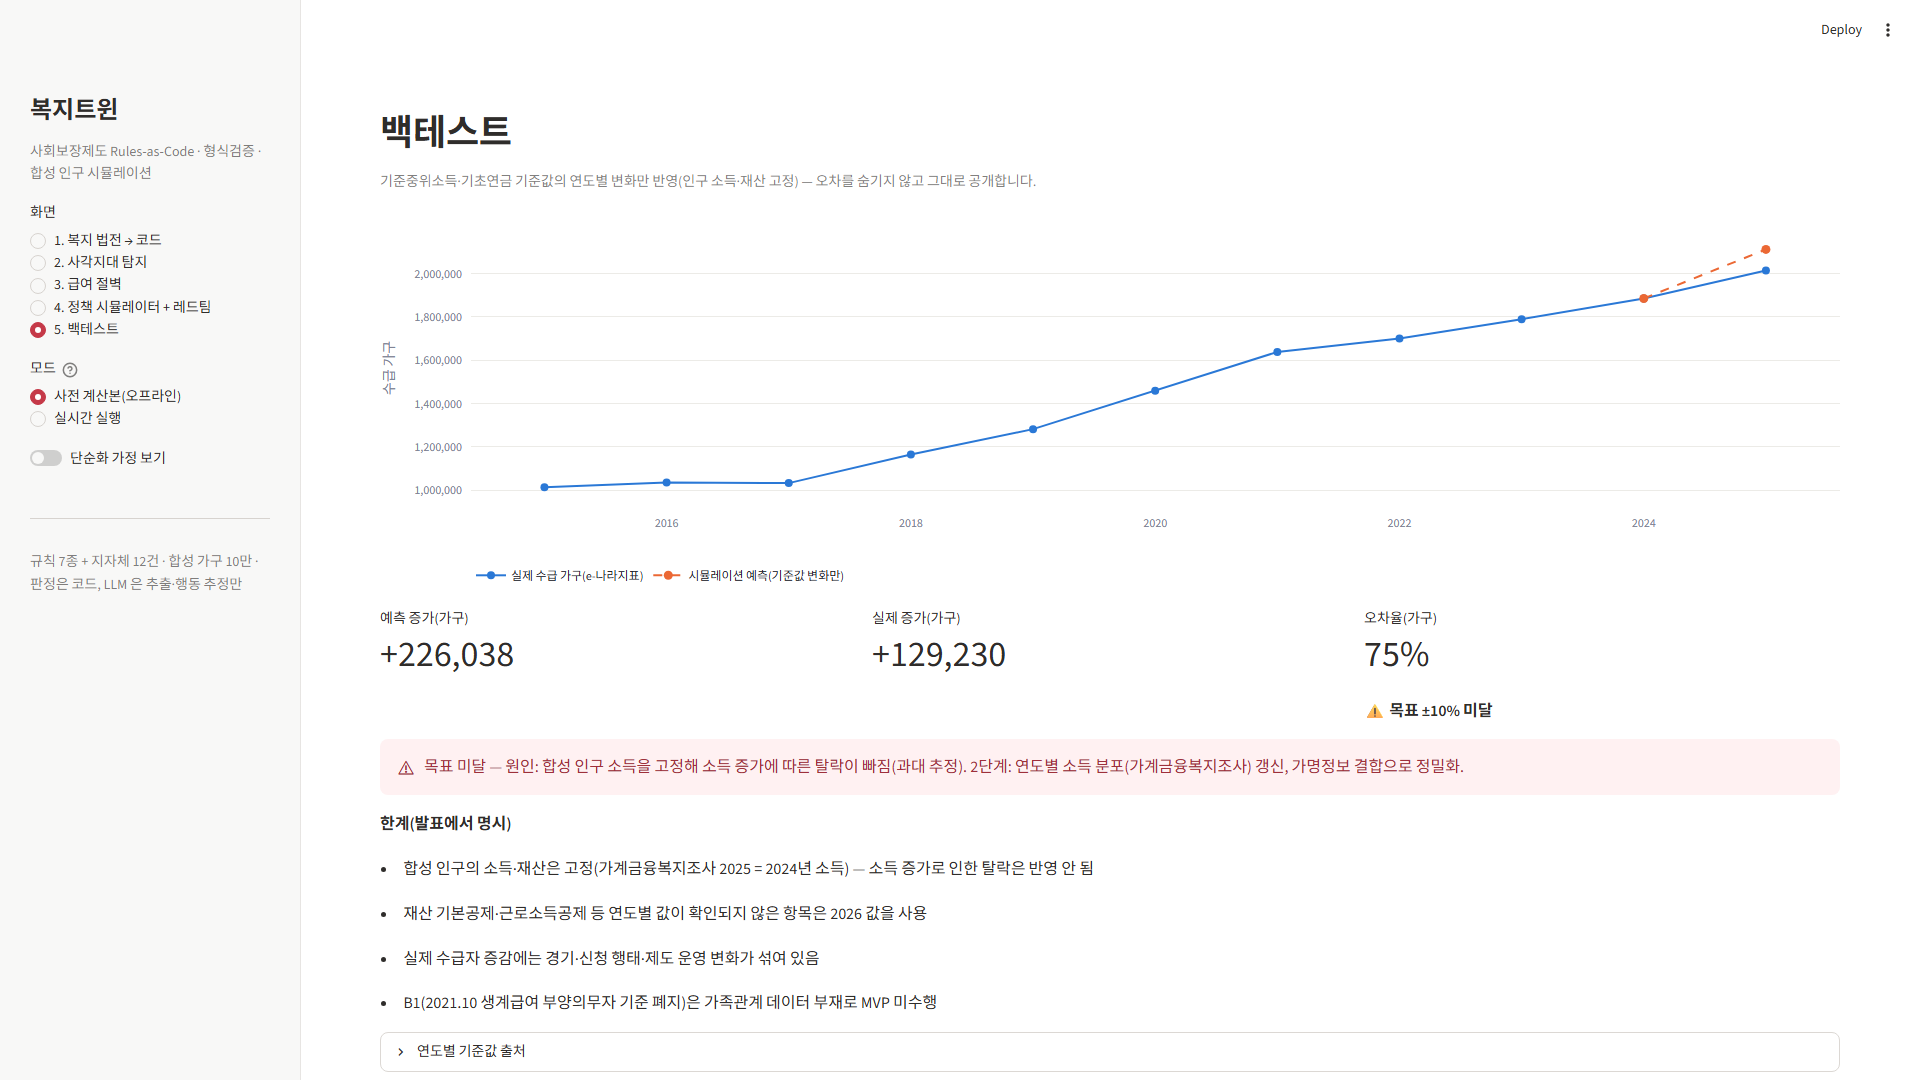 Deploy
복지트윈
사회보장제도 Rules-as-Code · 형식검증 ·
합성 인구 시뮬레이션
화면
1. 복지 법전 → 코드
2. 사각지대 탐지
3. 급여 절벽
4. 정책 시뮬레이터 + 레드팀
5. 백테스트
모드
사전 계산본(오프라인)
실시간 실행
단순화 가정 보기
규칙 7종 + 지자체 12건 · 합성 가구 10만 ·
판정은 코드, LLM 은 추출·행동 추정만
백테스트
기준중위소득·기초연금 기준값의 연도별 변화만 반영(인구 소득·재산 고정) — 오차를 숨기지 않고 그대로 공개합니다.
수급 가구
2,000,000
1,800,000
1,600,000
1,400,000
1,200,000
1,000,000
2016
2018
2020
2022
2024
실제 수급 가구(e-나라지표)
시뮬레이션 예측(기준값 변화만)
예측 증가(가구)
+226,038
실제 증가(가구)
+129,230
오차율(가구)
75%
목표 ±10% 미달
목표 미달 — 원인: 합성 인구 소득을 고정해 소득 증가에 따른 탈락이 빠짐(과대 추정). 2단계: 연도별 소득 분포(가계금융복지조사) 갱신, 가명정보 결합으로 정밀화.
한계(발표에서 명시)
합성 인구의 소득·재산은 고정(가계금융복지조사 2025 = 2024년 소득) — 소득 증가로 인한 탈락은 반영 안 됨
재산 기본공제·근로소득공제 등 연도별 값이 확인되지 않은 항목은 2026 값을 사용
실제 수급자 증감에는 경기·신청 행태·제도 운영 변화가 섞여 있음
B1(2021.10 생계급여 부양의무자 기준 폐지)은 가족관계 데이터 부재로 MVP 미수행
연도별 기준값 출처